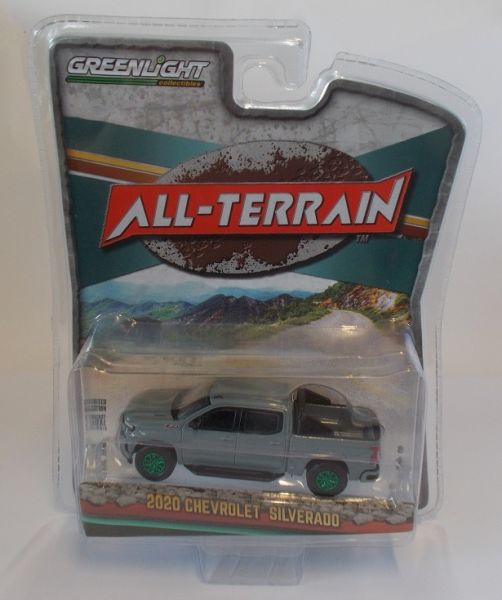 GREENLIGHT
collectibles
ALL-TERRAIN
TM
2020 CHEVROLET SILVERADO